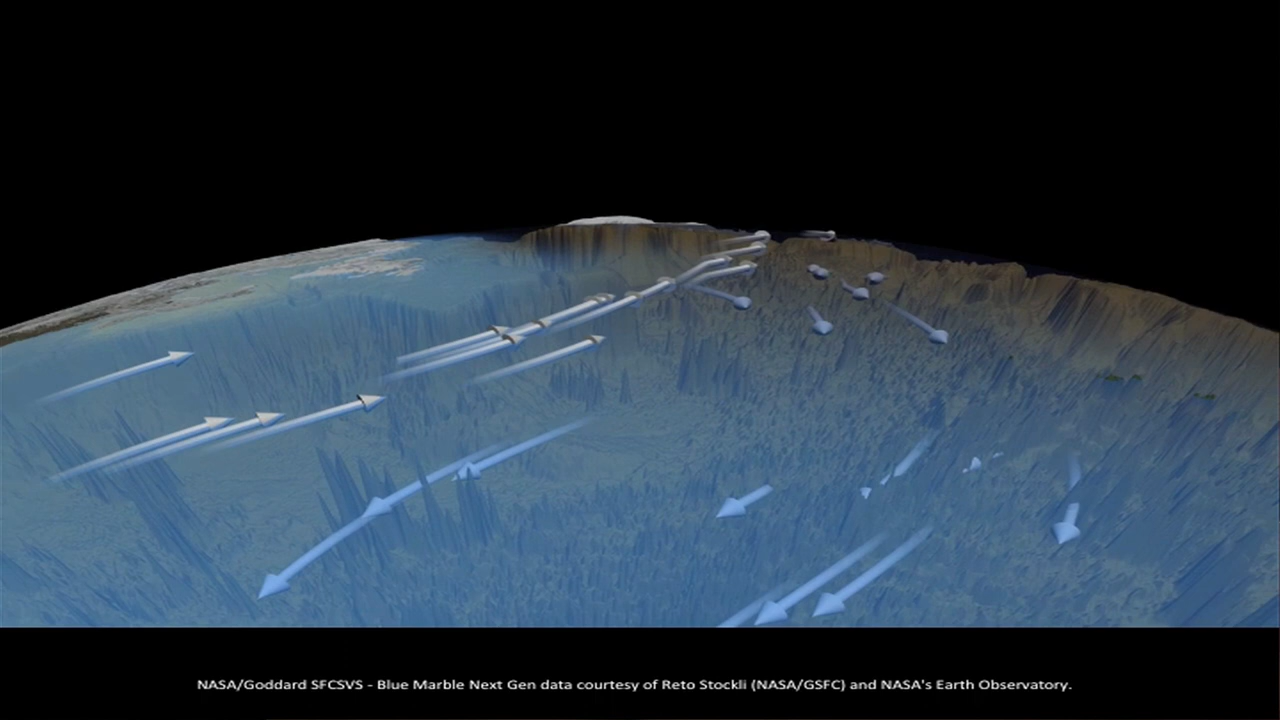 NASA/Goddard SFCSVS - Blue Marble Next Gen data courtesy of Reto Stockli (NASA/GSFC) and NASA's Earth Observatory.